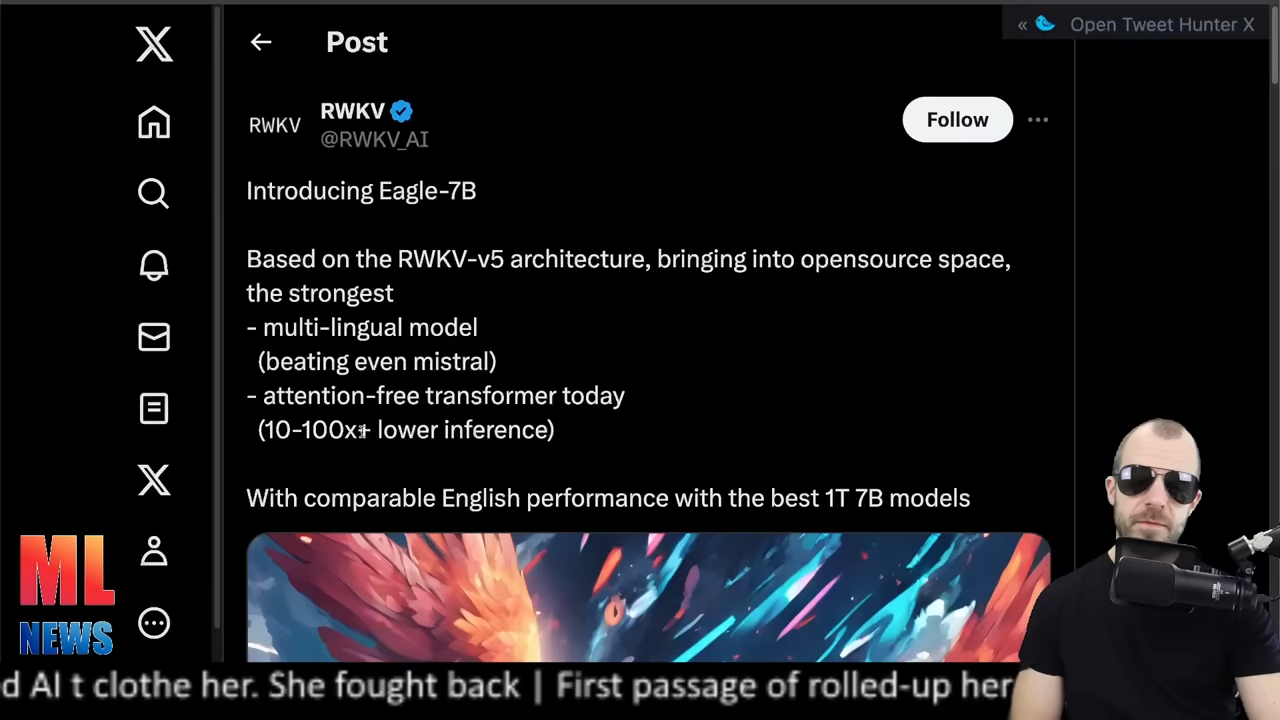 « Open Tweet Hunter X
Post
RWKV
RWKV
@RWKV_AI
Follow
Introducing Eagle-7B
Based on the RWKV-v5 architecture, bringing into opensource space,
the strongest
- multi-lingual model
(beating even mistral)
- attention-free transformer today
(10-100x+ lower inference)
With comparable English performance with the best 1T 7B models
ML
NEWS
d AI t clothe her. She fought back | First passage of rolled-up her